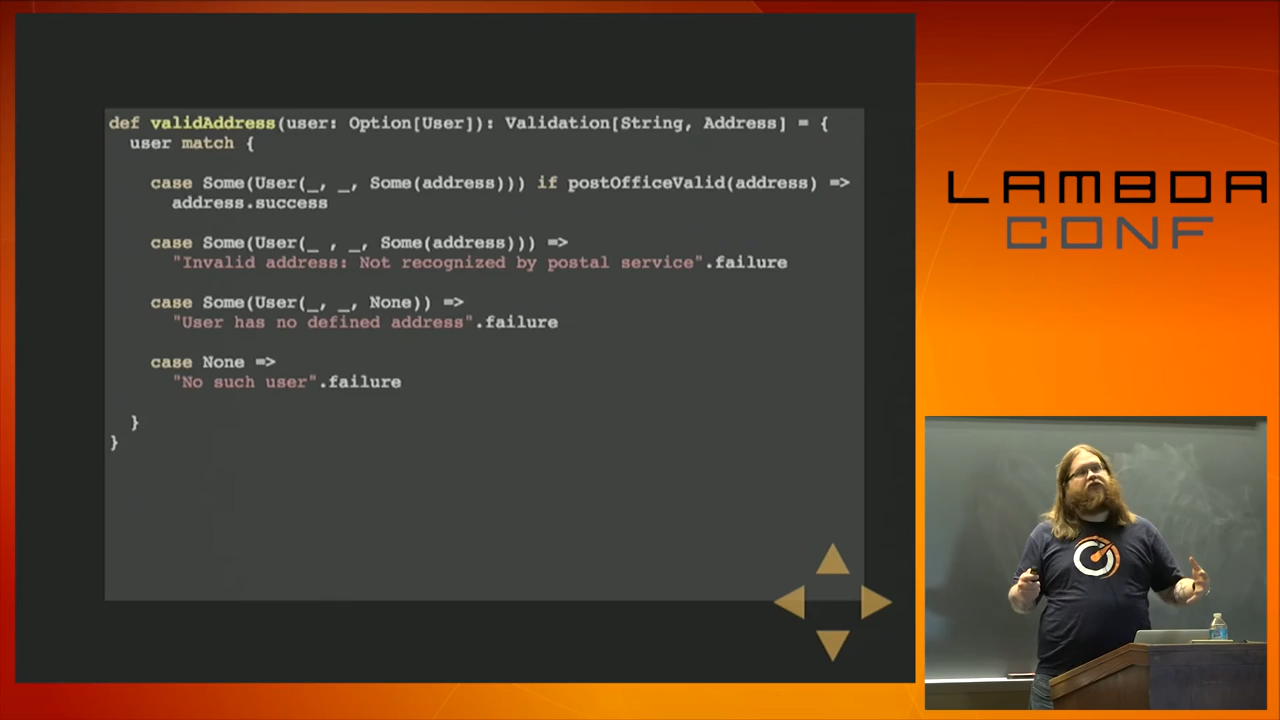 def validAddress(user: Option[User]): Validation[String, Address] = {
user match {
case Some(User(_, _, Some(address))) if postOfficeValid(address) =>
address.success
case Some(User(_ , _, Some(address))) =>
"Invalid address: Not recognized by postal service".failure
case Some(User(_, _, None)) =>
"User has no defined address".failure
case None =>
"No such user".failure
}
}
LAMBDA
CONF